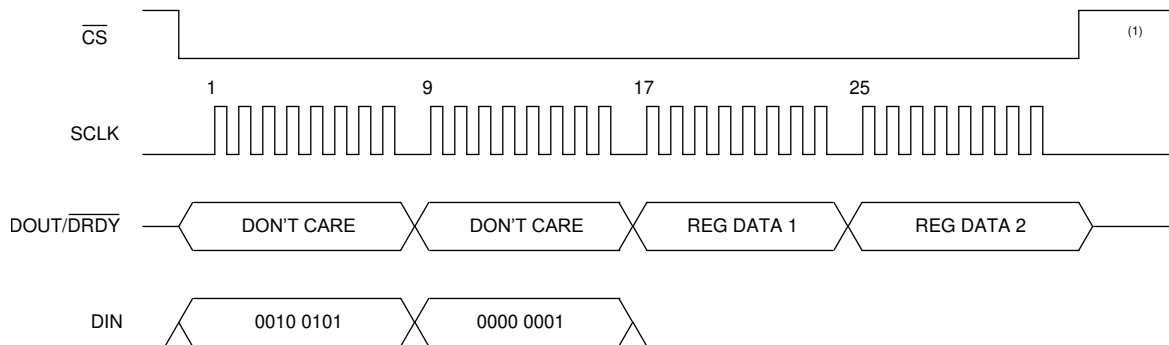 CS
(1)
1 9 17 25
SCLK
DOUT/DRDY DON'T CARE DON'T CARE REG DATA 1 REG DATA 2
DIN 0010 0101 0000 0001